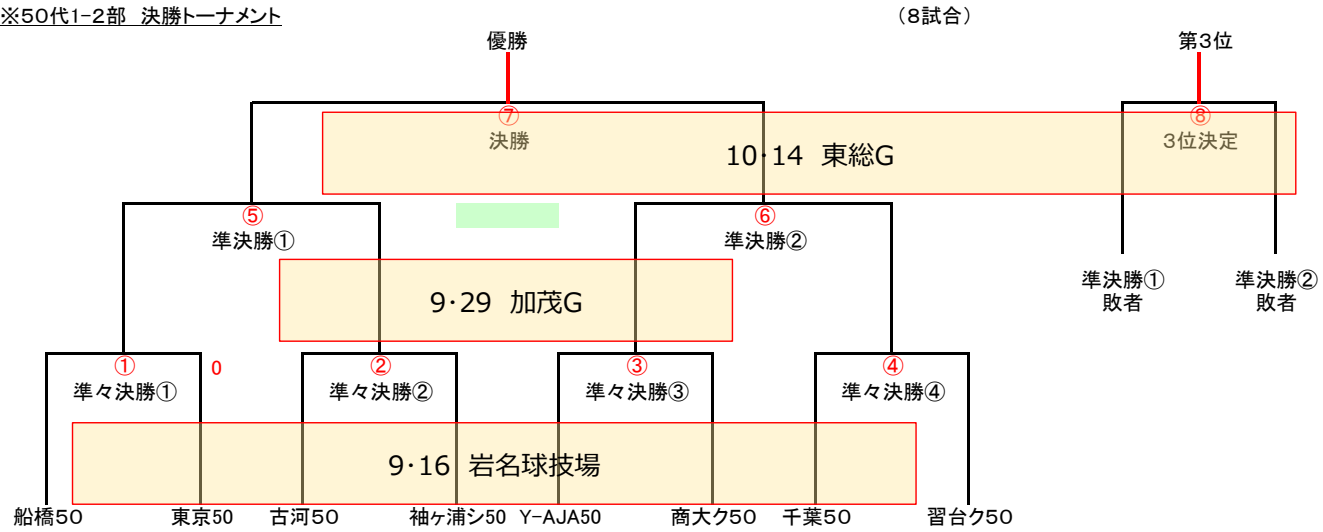 ※50代1-2部 決勝トーナメント
(8試合)
優勝
第3位
⑦
決勝
⑧
3位決定
10・14 東総G
⑤
準決勝①
⑥
準決勝②
準決勝①
敗者
準決勝②
敗者
9・29 加茂G
①
準々決勝①
0
②
準々決勝②
③
準々決勝③
④
準々決勝④
9・16 岩名球技場
船橋50
東京50
古河50
袖ヶ浦シ50
Y-AJA50
商大ク50
千葉50
習台ク50